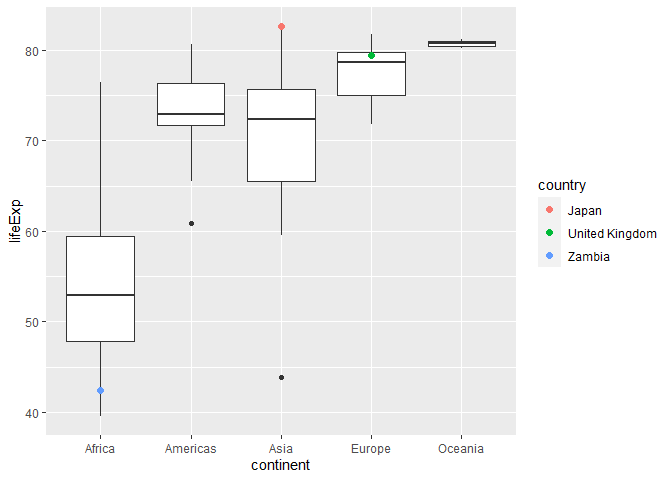 80
70
60
50
40
lifeExp
Africa
Americas
Asia
Europe
Oceania
continent
country
Japan
United Kingdom
Zambia